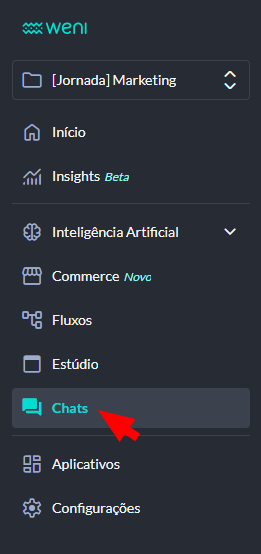 weni
[Jornada] Marketing
Início
Insights Beta
Inteligência Artificial
Commerce Novo
Fluxos
Estúdio
Chats
Aplicativos
Configurações